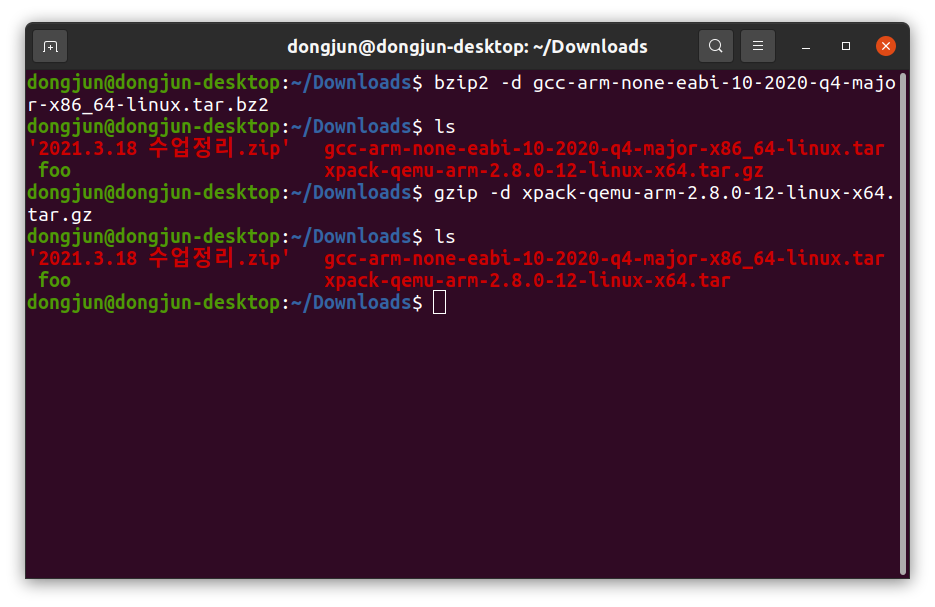 dongjun@dongjun-desktop: ~/Downloads
dongjun@dongjun-desktop:~/Downloads$ bzip2 -d gcc-arm-none-eabi-10-2020-q4-majo
r-x86_64-linux.tar.bz2
dongjun@dongjun-desktop:~/Downloads$ ls
'2021.3.18 수업정리.zip'   gcc-arm-none-eabi-10-2020-q4-major-x86_64-linux.tar
 foo                       xpack-qemu-arm-2.8.0-12-linux-x64.tar.gz
dongjun@dongjun-desktop:~/Downloads$ gzip -d xpack-qemu-arm-2.8.0-12-linux-x64.
tar.gz
dongjun@dongjun-desktop:~/Downloads$ ls
'2021.3.18 수업정리.zip'   gcc-arm-none-eabi-10-2020-q4-major-x86_64-linux.tar
 foo                       xpack-qemu-arm-2.8.0-12-linux-x64.tar
dongjun@dongjun-desktop:~/Downloads$